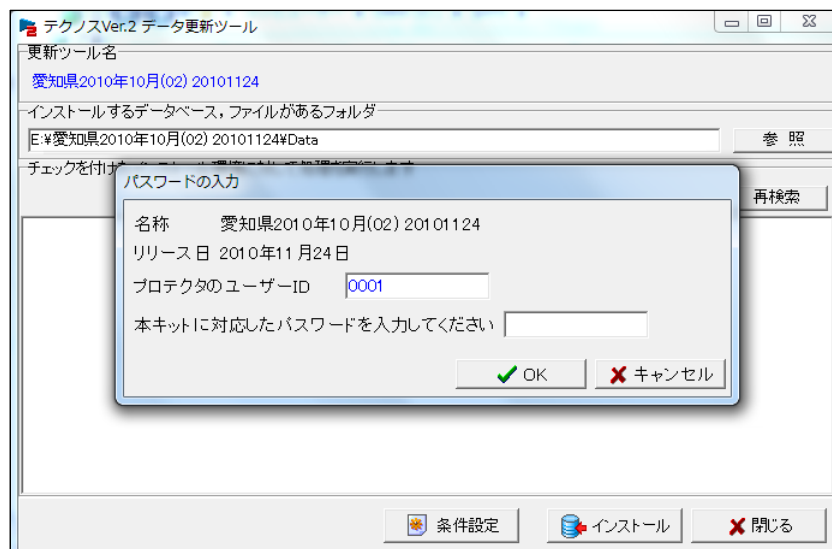 テクノスVer.2 データ更新ツール
更新ツール名
愛知県2010年10月(02) 20101124
インストールするデータベース，ファイルがあるフォルダ
E:¥愛知県2010年10月(02) 20101124¥Data
参 照
チェックを付け
再検索
パスワードの入力
名称 愛知県2010年10月(02) 20101124
リリース日 2010年11月24日
プロテクタのユーザーID 0001
本キットに対応したパスワードを入力してください
OK
キャンセル
条件設定
インストール
閉じる